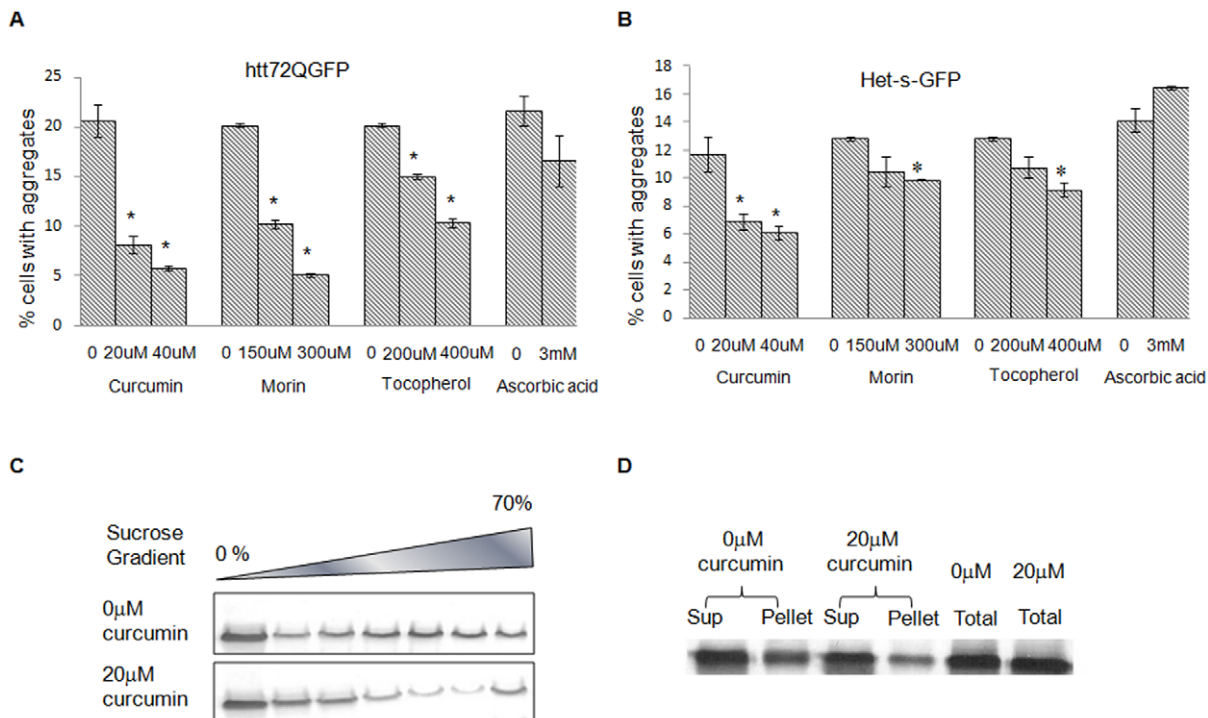 A
htt72QGFP
% cells with aggregates
25
20
15
10
5
0
* * * * * *
0 20uM 40uM 0 150uM 300uM 0 200uM 400uM 0 3mM
Curcumin Morin Tocopherol Ascorbic acid
B
Het-s-GFP
% cells with aggregates
18
16
14
12
10
8
6
4
2
0
* * * *
0 20uM 40uM 0 150uM 300uM 0 200uM 400uM 0 3mM
Curcumin Morin Tocopherol Ascorbic acid
C
Sucrose
Gradient
0 %
70%
0μM
curcumin
20μM
curcumin
D
0μM
curcumin
20μM
curcumin
0μM
20μM
Sup Pellet Sup Pellet Total Total